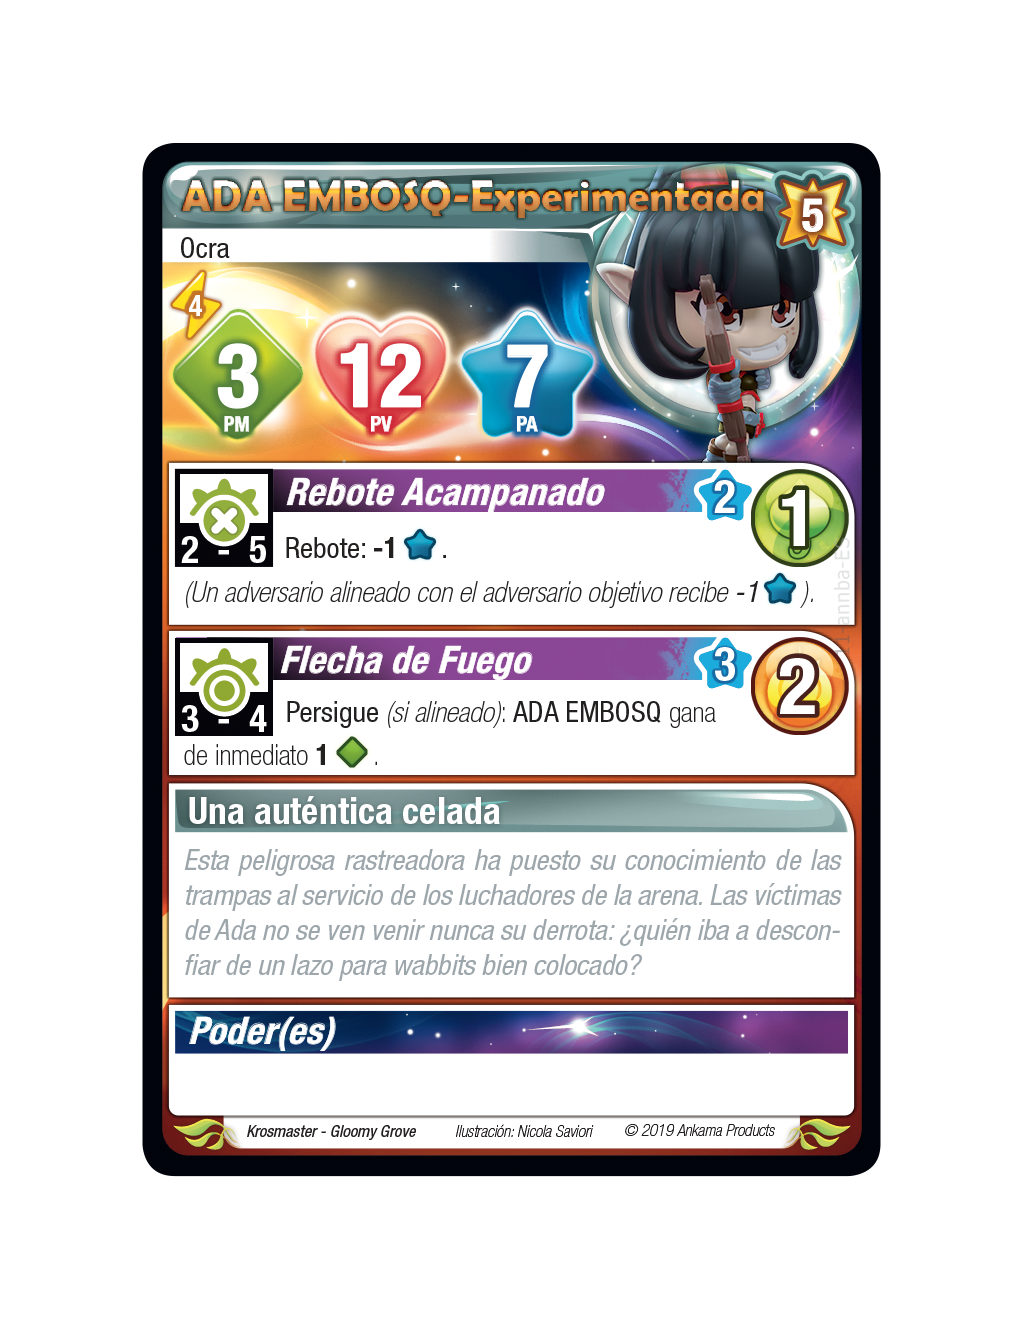 ADA EMBOSQ-Experimentada
5
Ocra
4
3
PM
12
PV
7
PA
Rebote Acampanado
2
1
2 - 5
Rebote: -1 .
(Un adversario alineado con el adversario objetivo recibe -1 ).
Flecha de Fuego
3
2
3 - 4
Persigue (si alineado): ADA EMBOSQ gana
de inmediato 1 .
Una auténtica celada
Esta peligrosa rastreadora ha puesto su conocimiento de las
trampas al servicio de los luchadores de la arena. Las víctimas
de Ada no se ven venir nunca su derrota: ¿quién iba a descon-
fiar de un lazo para wabbits bien colocado?
Poder(es)
Krosmaster - Gloomy Grove
Ilustración: Nicola Saviori
© 2019 Ankama Products